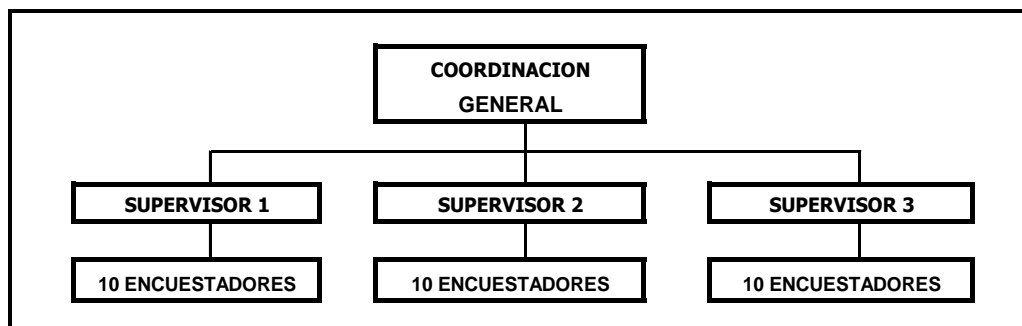 COORDINACION
GENERAL
SUPERVISOR 1
SUPERVISOR 2
SUPERVISOR 3
10 ENCUESTADORES
10 ENCUESTADORES
10 ENCUESTADORES